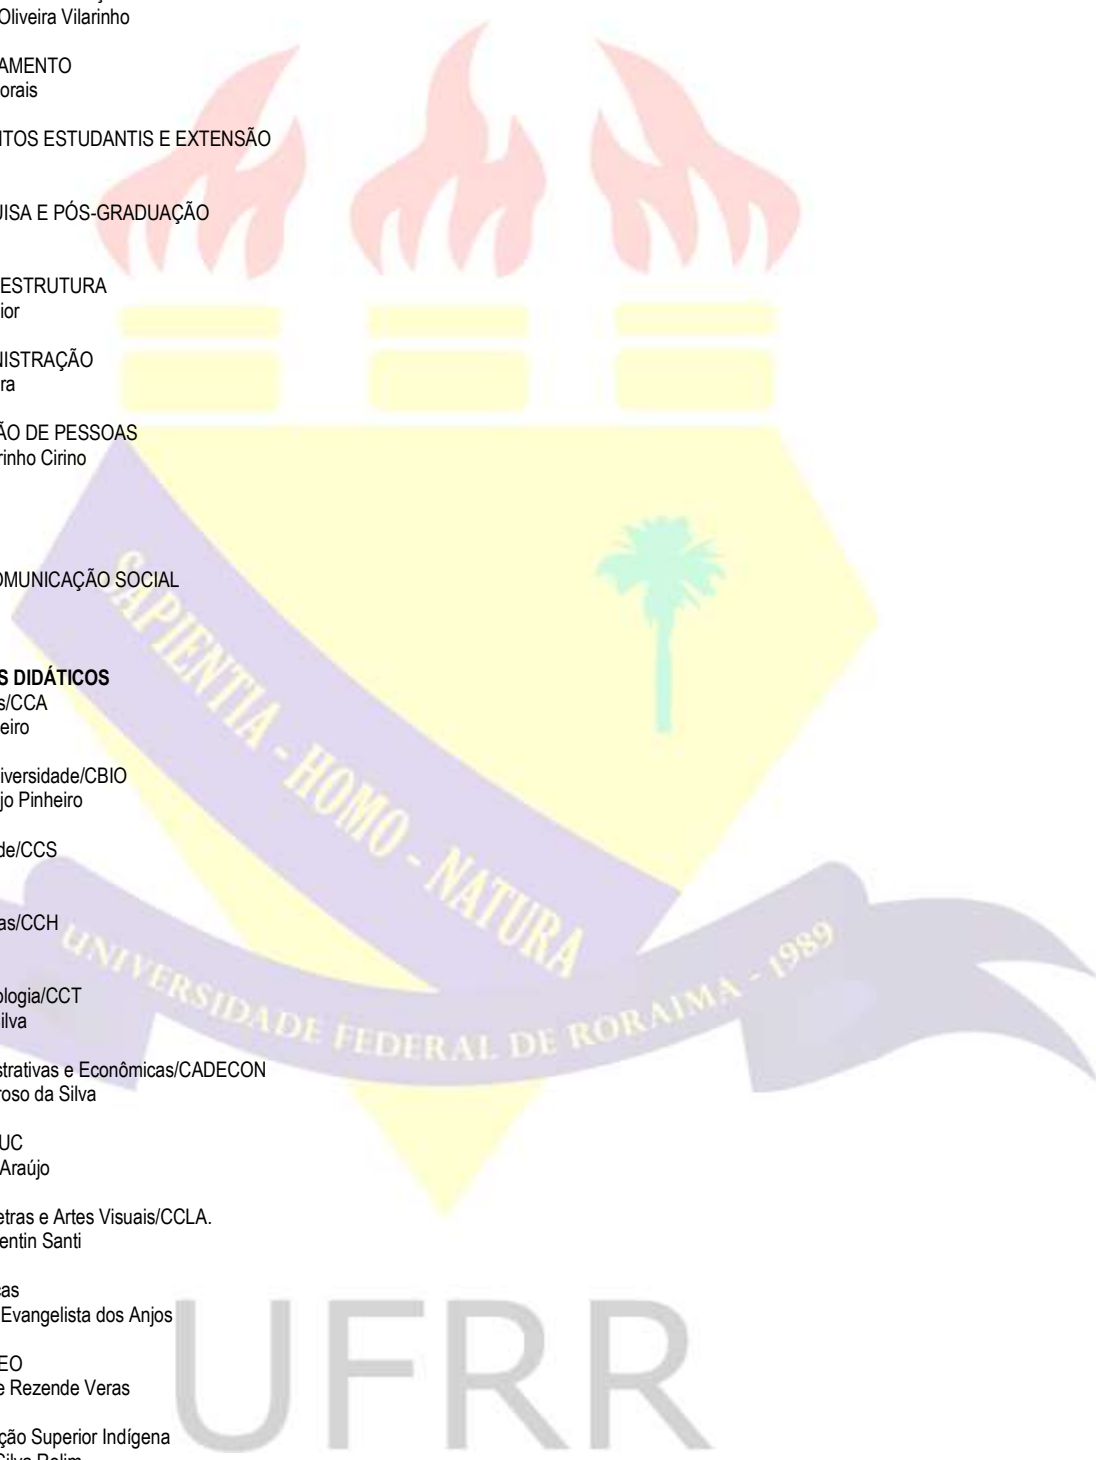 Oliveira Vilarinho
AMENTO
orais
NTOS ESTUDANTIS E EXTENSÃO
UISA E PÓS-GRADUAÇÃO
ESTRUTURA
ior
NISTRAÇÃO
ra
ÃO DE PESSOAS
rinho Cirino
OMUNICAÇÃO SOCIAL
S DIDÁTICOS
s/CCA
eiro
iversidade/CBIO
jo Pinheiro
de/CCS
as/CCH
ologia/CCT
ilva
strativas e Econômicas/CADECON
roso da Silva
UC
Araújo
etras e Artes Visuais/CCLA.
entin Santi
cas
Evangelista dos Anjos
EO
e Rezende Veras
ção Superior Indígena
SAPIENTIA - HOMO - NATURA
UNIVERSIDADE FEDERAL DE RORAIMA - 1989
UFRR